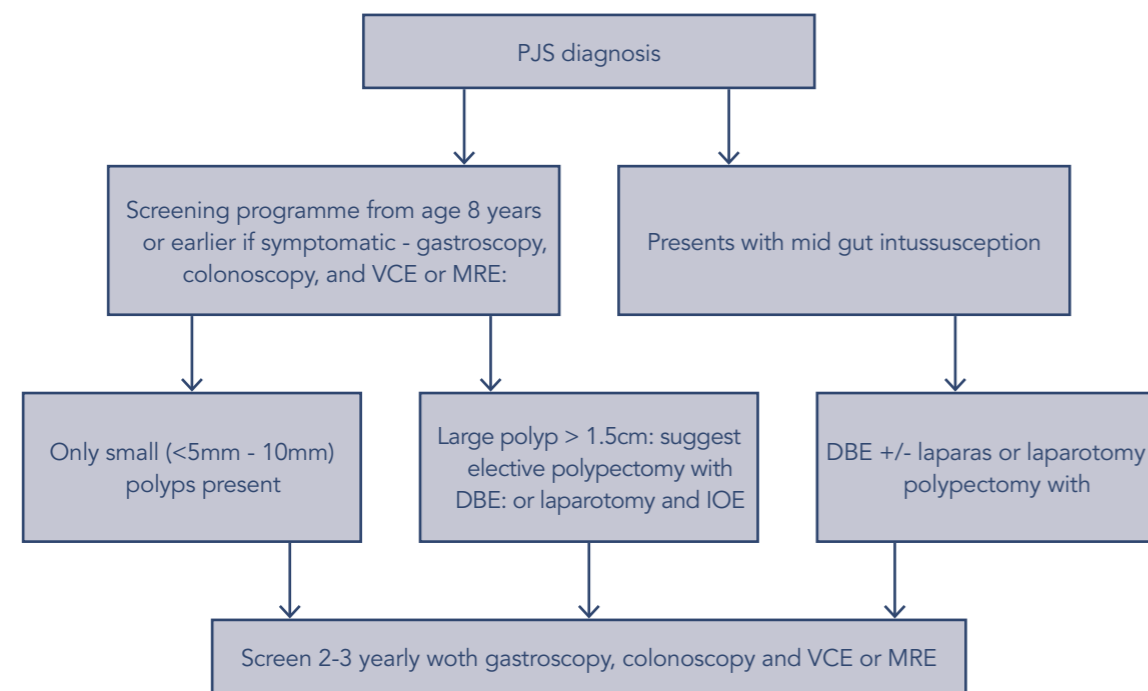 PJS diagnosis
Screening programme from age 8 years
or earlier if symptomatic - gastroscopy,
colonoscopy, and VCE or MRE:
Presents with mid gut intussusception
Only small (<5mm - 10mm)
polyps present
Large polyp > 1.5cm: suggest
elective polypectomy with
DBE: or laparotomy and IOE
DBE +/- laparas or laparotomy
polypectomy with
Screen 2-3 yearly woth gastroscopy, colonoscopy and VCE or MRE